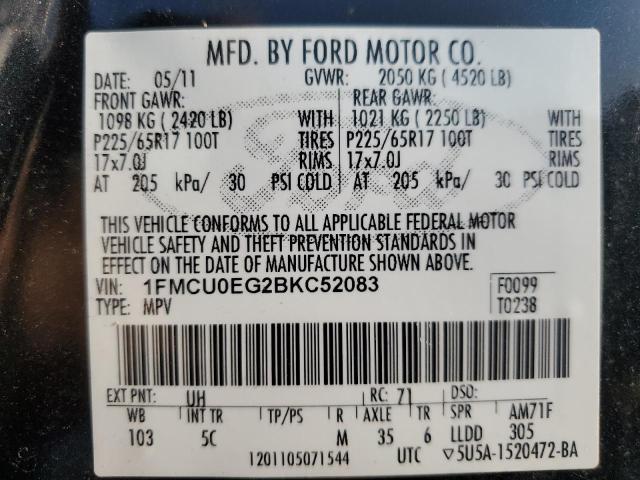 MFD. BY FORD MOTOR CO.
DATE: 05/11 GVWR: 2050 KG ( 4520 LB)
FRONT GAWR: REAR GAWR:
1098 KG ( 2420 LB) WITH 1021 KG ( 2250 LB) WITH
P225/65R17 100T TIRES P225/65R17 100T TIRES
17x7.0J RIMS 17x7.0J RIMS
AT 205 kPa/ 30 PSI COLD AT 205 kPa/ 30 PSI COLD
THIS VEHICLE CONFORMS TO ALL APPLICABLE FEDERAL MOTOR
VEHICLE SAFETY AND THEFT PREVENTION STANDARDS IN
EFFECT ON THE DATE OF MANUFACTURE SHOWN ABOVE.
VIN: 1FMCU0EG2BKC52083 F0099
TYPE: MPV T0238
EXT PNT: UH RC: 71 DSO:
WB INT TR TP/PS R AXLE TR SPR AM71F
103 5C M 35 6 LLDD 305
1201105071544 UTC ▽5U5A-1520472-BA
Ford